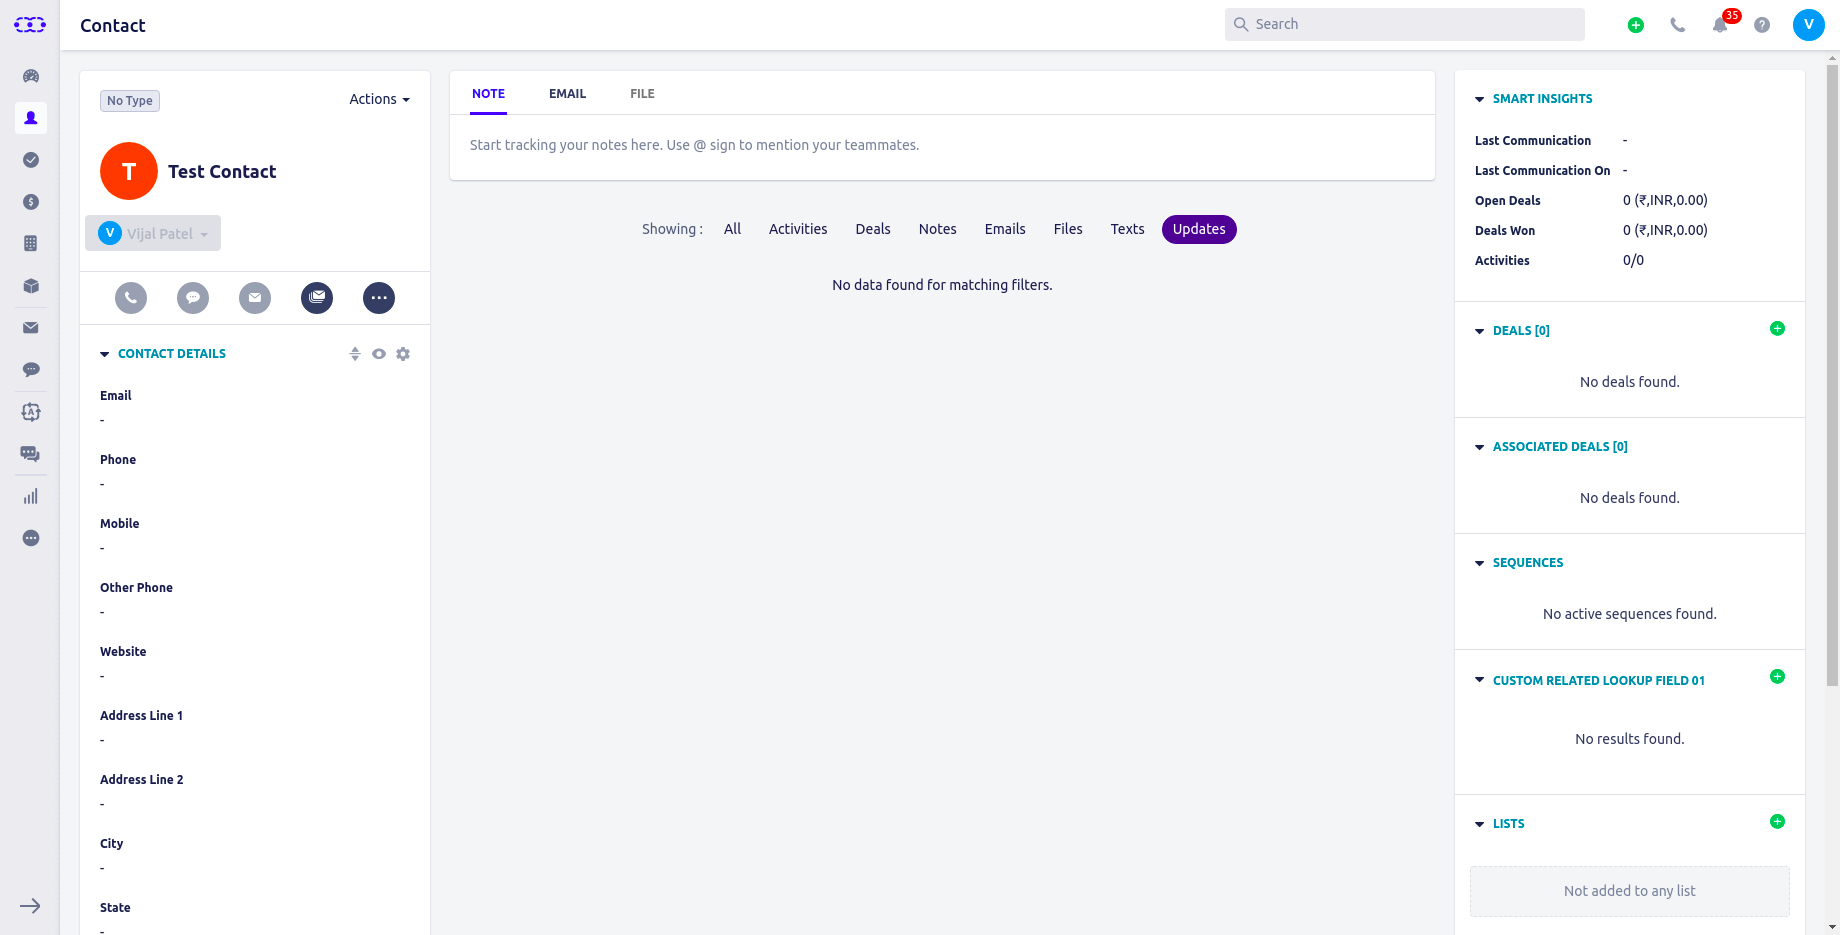 Contact
Search
35
V
No Type
Actions
T
Test Contact
V
Vijal Patel
CONTACT DETAILS
Email
-
Phone
-
Mobile
-
Other Phone
-
Website
-
Address Line 1
-
Address Line 2
-
City
-
State
-
NOTE
EMAIL
FILE
Start tracking your notes here. Use @ sign to mention your teammates.
Showing : All Activities Deals Notes Emails Files Texts Updates
No data found for matching filters.
SMART INSIGHTS
Last Communication -
Last Communication On -
Open Deals 0 (₹,INR,0.00)
Deals Won 0 (₹,INR,0.00)
Activities 0/0
DEALS [0]
No deals found.
ASSOCIATED DEALS [0]
No deals found.
SEQUENCES
No active sequences found.
CUSTOM RELATED LOOKUP FIELD 01
No results found.
LISTS
Not added to any list